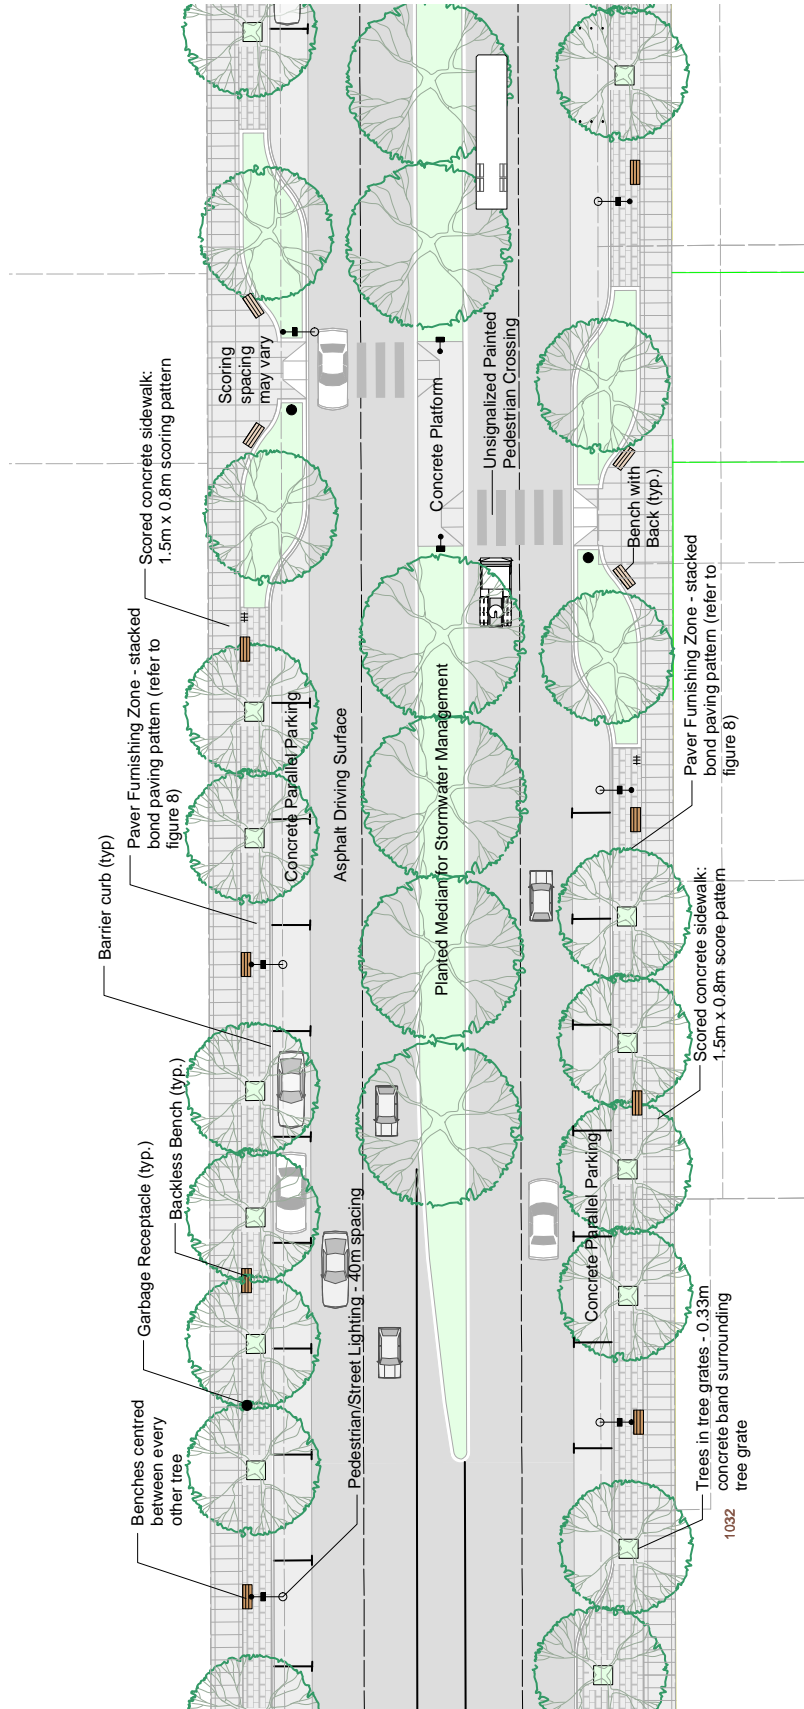 Scored concrete sidewalk:
1.5m x 0.8m scoring pattern
Scoring
spacing
may vary
Concrete Platform
Unsignalized Painted
Pedestrian Crossing
Bench with
Back (typ.)
Paver Furnishing Zone - stacked
bond paving pattern (refer to
figure 8)
Concrete Parallel Parking
Asphalt Driving Surface
Planted Median for Stormwater Management
Paver Furnishing Zone - stacked
bond paving pattern (refer to
figure 8)
Barrier curb (typ)
Scored concrete sidewalk:
1.5m x 0.8m score pattern
Backless Bench (typ.)
Garbage Receptacle (typ.)
Pedestrian/Street Lighting - 40m spacing
Concrete Parallel Parking
Benches centred
between every
other tree
Trees in tree grates - 0.33m
concrete band surrounding
tree grate
1032